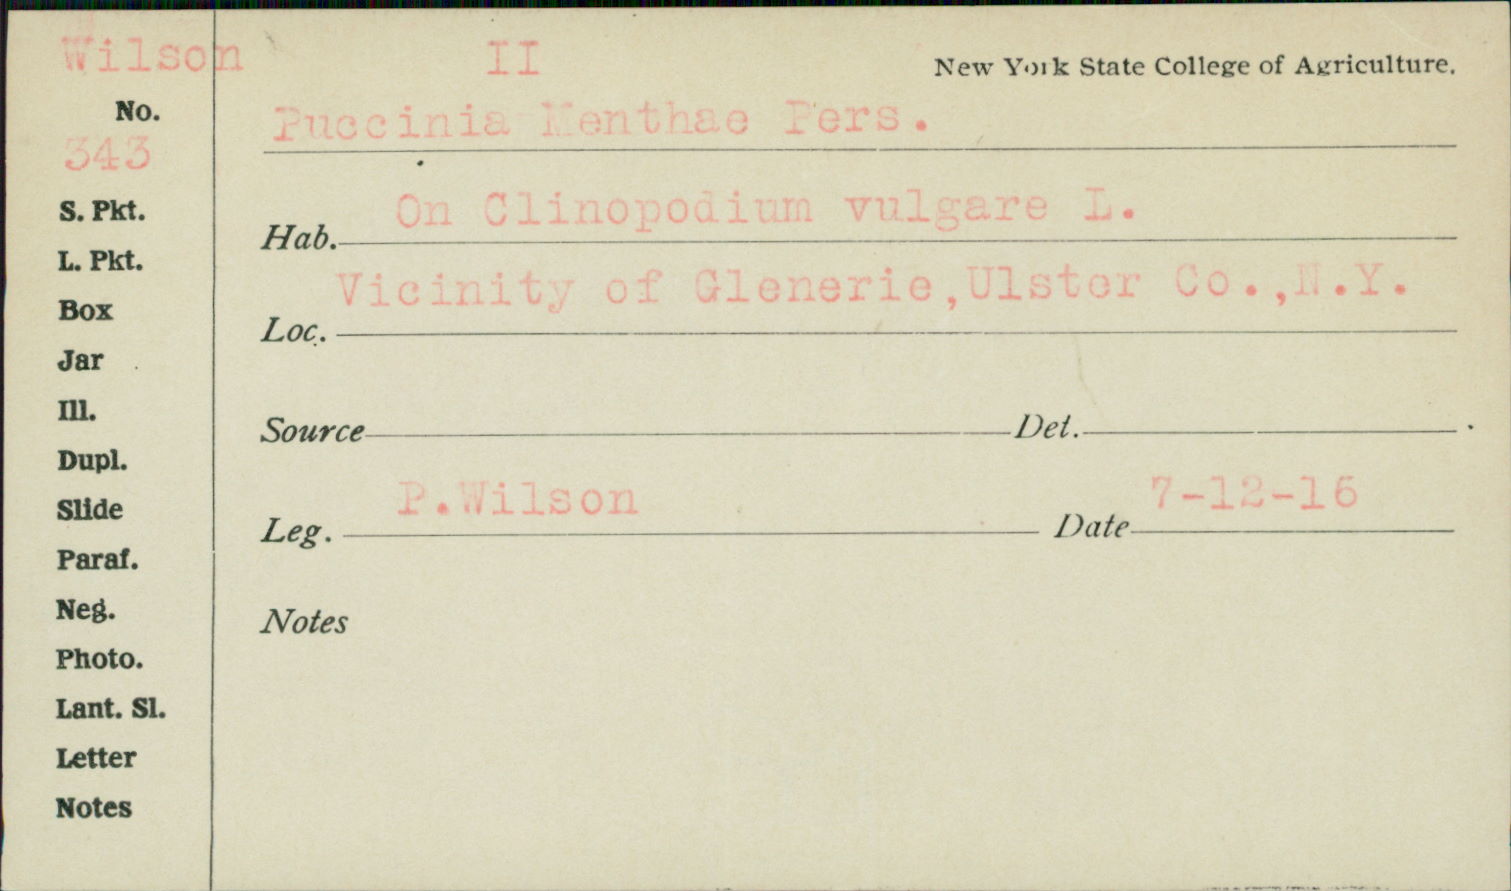 Wilson II New York State College of Agriculture.
No. Puccinia Menthae Pers.
343
S. Pkt.
Hab. On Clinopodium vulgare L.
L. Pkt.
Vicinity of Glenerie,Ulster Co.,N.Y.
Box
Loc.
Jar
Ill.
Source Det.
Dupl.
Slide
Leg. P.Wilson Date 7-12-16
Paraf.
Neg.
Notes
Photo.
Lant. Sl.
Letter
Notes